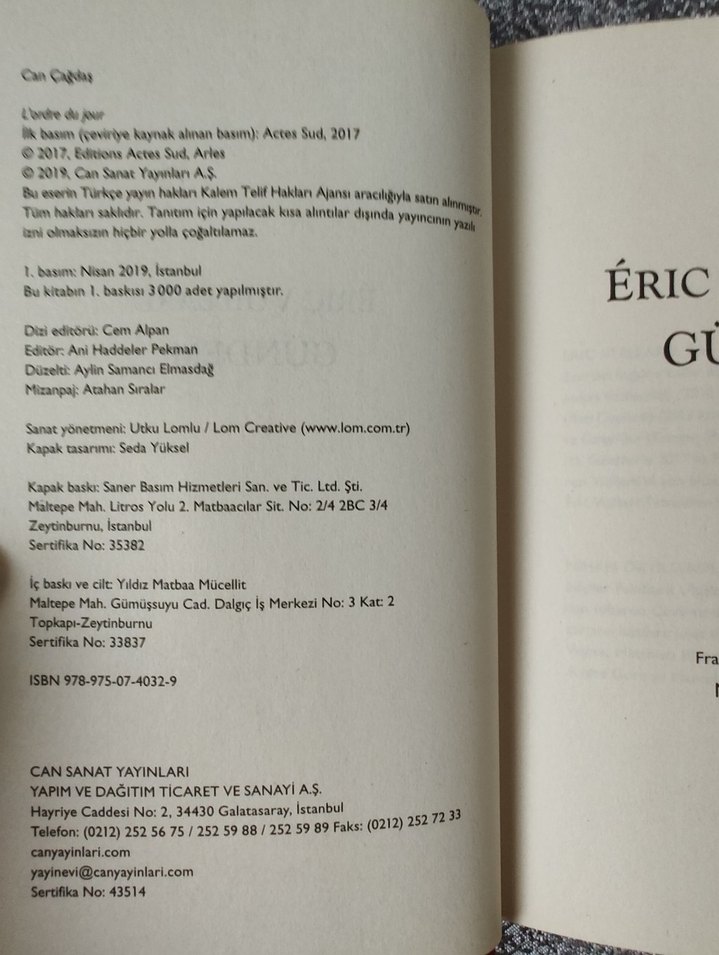 Can Çağdaş
L'ordre du jour
İlk basım (çeviriye kaynak alınan basım): Actes Sud, 2017
© 2017, Editions Actes Sud, Arles
© 2019, Can Sanat Yayınları A.Ş.
Bu eserin Türkçe yayın hakları Kalem Telif Hakları Ajansı aracılığıyla satın alınmıştır.
Tüm hakları saklıdır. Tanıtım için yapılacak kısa alıntılar dışında yayıncının yazılı
izni olmaksızın hiçbir yolla çoğaltılamaz.
1. basım: Nisan 2019, İstanbul
Bu kitabın 1. baskısı 3 000 adet yapılmıştır.
Dizi editörü: Cem Alpan
Editör: Ani Haddeler Pekman
Düzelti: Aylin Samancı Elmasdağ
Mizanpaj: Atahan Sıralar
Sanat yönetmeni: Utku Lomlu / Lom Creative (www.lom.com.tr)
Kapak tasarımı: Seda Yüksel
Kapak baskı: Saner Basım Hizmetleri San. ve Tic. Ltd. Şti.
Maltepe Mah. Litros Yolu 2. Matbaacılar Sit. No: 2/4 2BC 3/4
Zeytinburnu, İstanbul
Sertifika No: 35382
İç baskı ve cilt: Yıldız Matbaa Mücellit
Maltepe Mah. Gümüşsuyu Cad. Dalgıç İş Merkezi No: 3 Kat: 2
Topkapı-Zeytinburnu
Sertifika No: 33837
ISBN 978-975-07-4032-9
CAN SANAT YAYINLARI
YAPIM VE DAĞITIM TİCARET VE SANAYİ A.Ş.
Hayriye Caddesi No: 2, 34430 Galatasaray, İstanbul
Telefon: (0212) 252 56 75 / 252 59 88 / 252 59 89 Faks: (0212) 252 72 33
canyayinlari.com
yayinevi@canyayinlari.com
Sertifika No: 43514
ÉRIC
GÜ
Fra